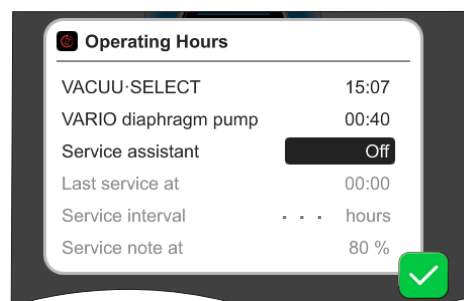 Operating Hours
VACUU·SELECT 15:07
VARIO diaphragm pump 00:40
Service assistant Off
Last service at 00:00
Service interval - - - hours
Service note at 80 %